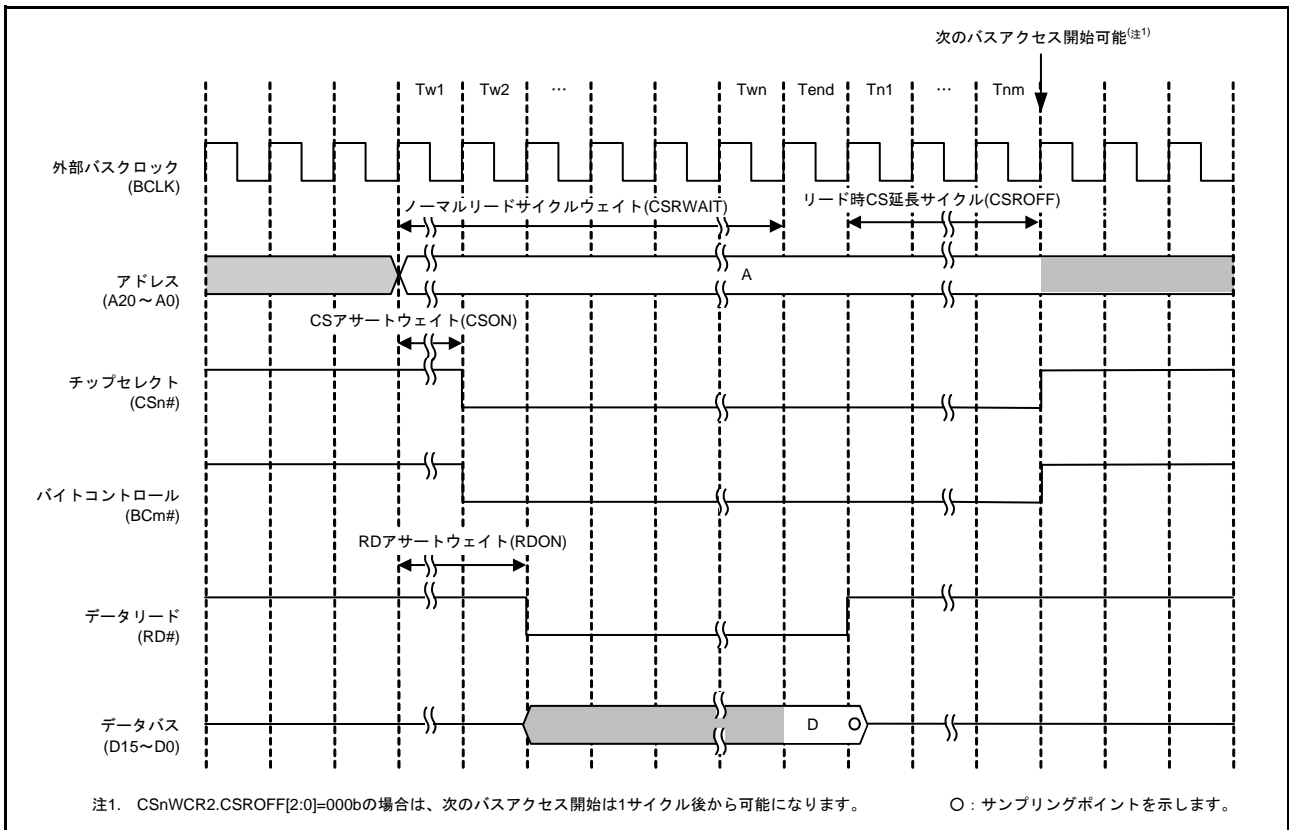 次のバスアクセス開始可能(注1)
Tw1 Tw2 … Twn Tend Tn1 … Tnm
外部バスクロック
(BCLK)
ノーマルリードサイクルウェイト(CSRWAIT)
リード時CS延長サイクル(CSROFF)
アドレス
(A20～A0)
A
CSアサートウェイト(CSON)
チップセレクト
(CSn#)
バイトコントロール
(BCm#)
RDアサートウェイト(RDON)
データリード
(RD#)
データバス
(D15～D0)
D
注1. CSnWCR2.CSROFF[2:0]=000bの場合は、次のバスアクセス開始は1サイクル後から可能になります。
○：サンプリングポイントを示します。